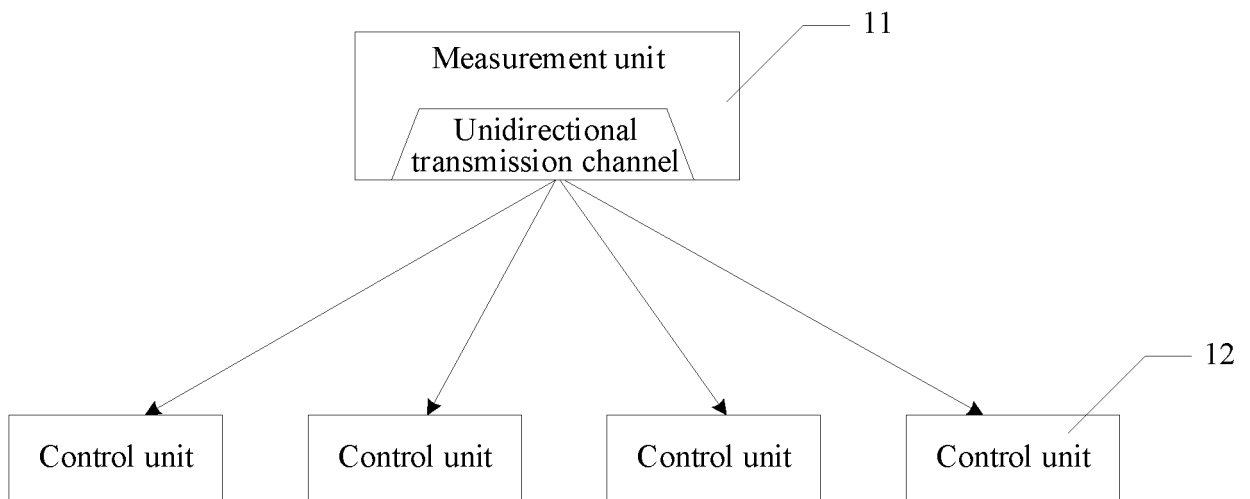 11
Measurement unit
Unidirectional
transmission channel
12
Control unit
Control unit
Control unit
Control unit